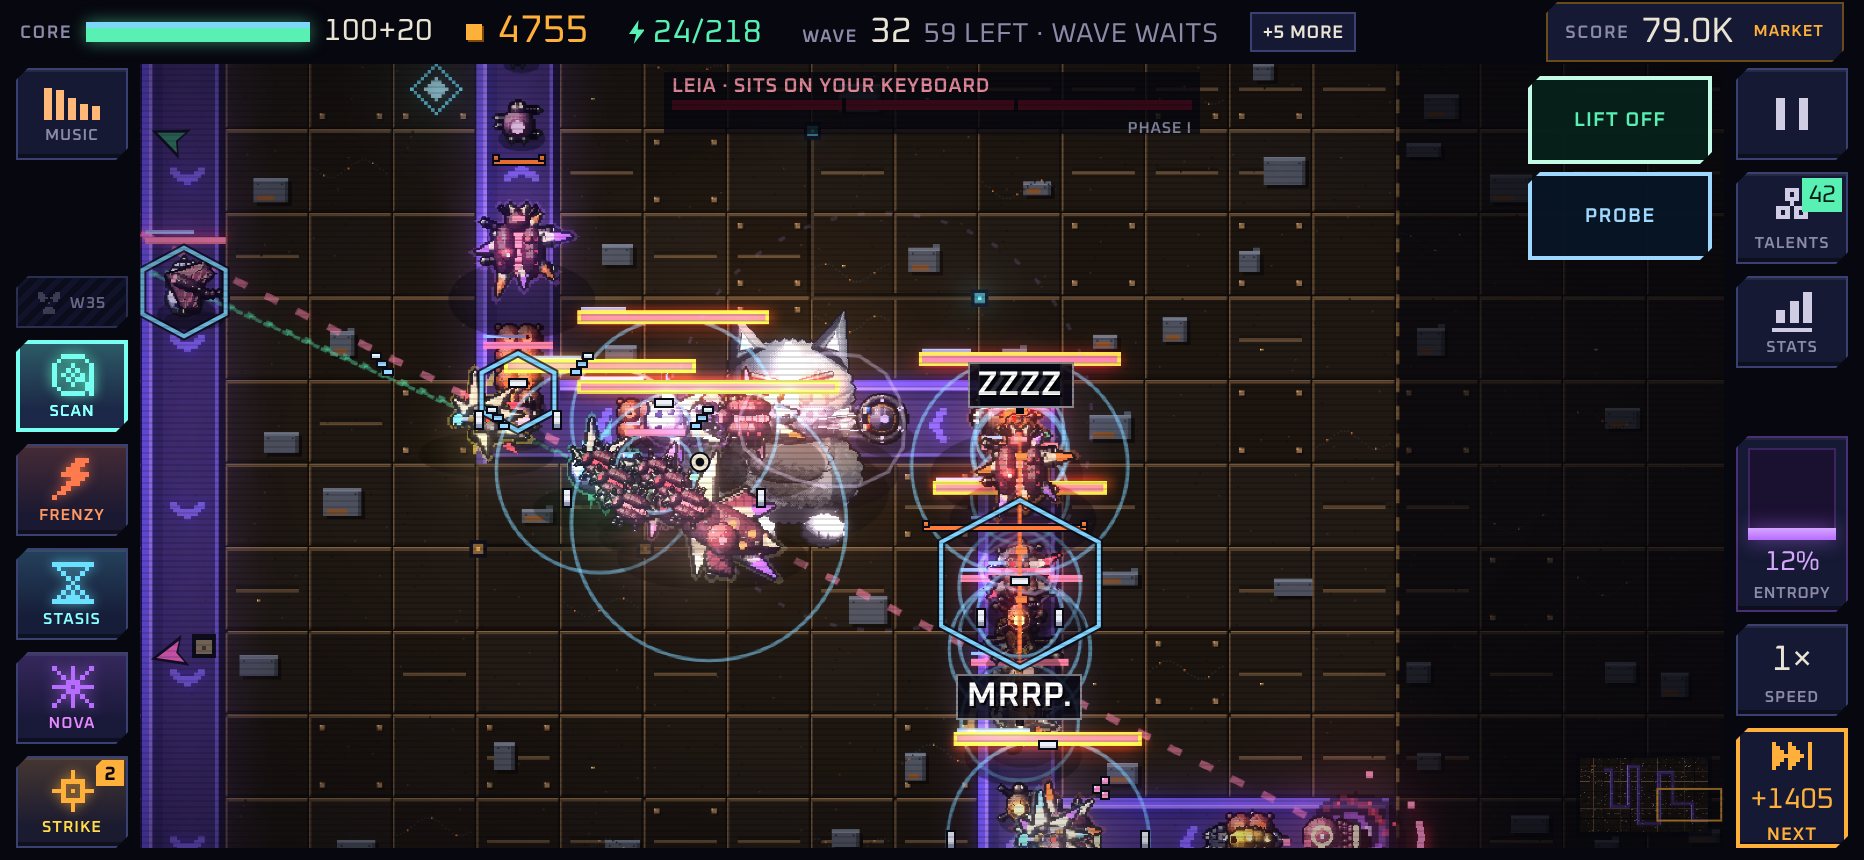 CORE 100+20 4755 24/218 WAVE 32 59 LEFT · WAVE WAITS +5 MORE SCORE 79.0K MARKET
LEIA · SITS ON YOUR KEYBOARD
PHASE I
MUSIC
W35
SCAN
FRENZY
STASIS
NOVA
2
STRIKE
ZZZZ
MRRP.
LIFT OFF
PROBE
42
TALENTS
STATS
12%
ENTROPY
1×
SPEED
+1405
NEXT